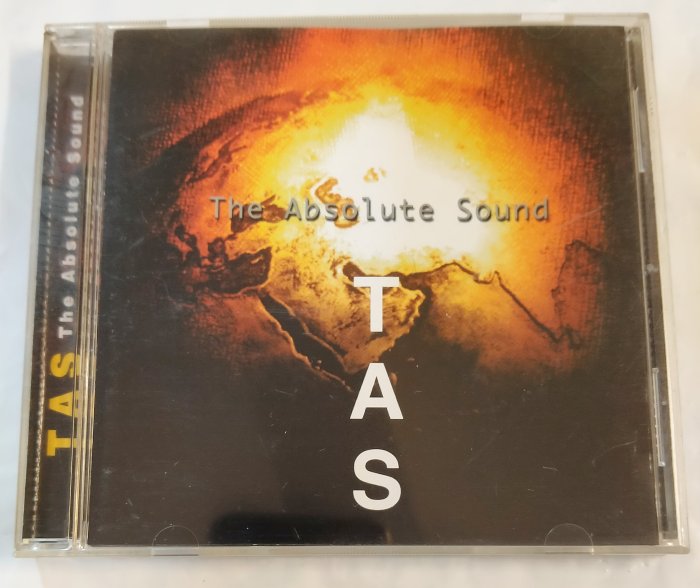 TAS The Absolute Sound
The Absolute Sound
T
A
S